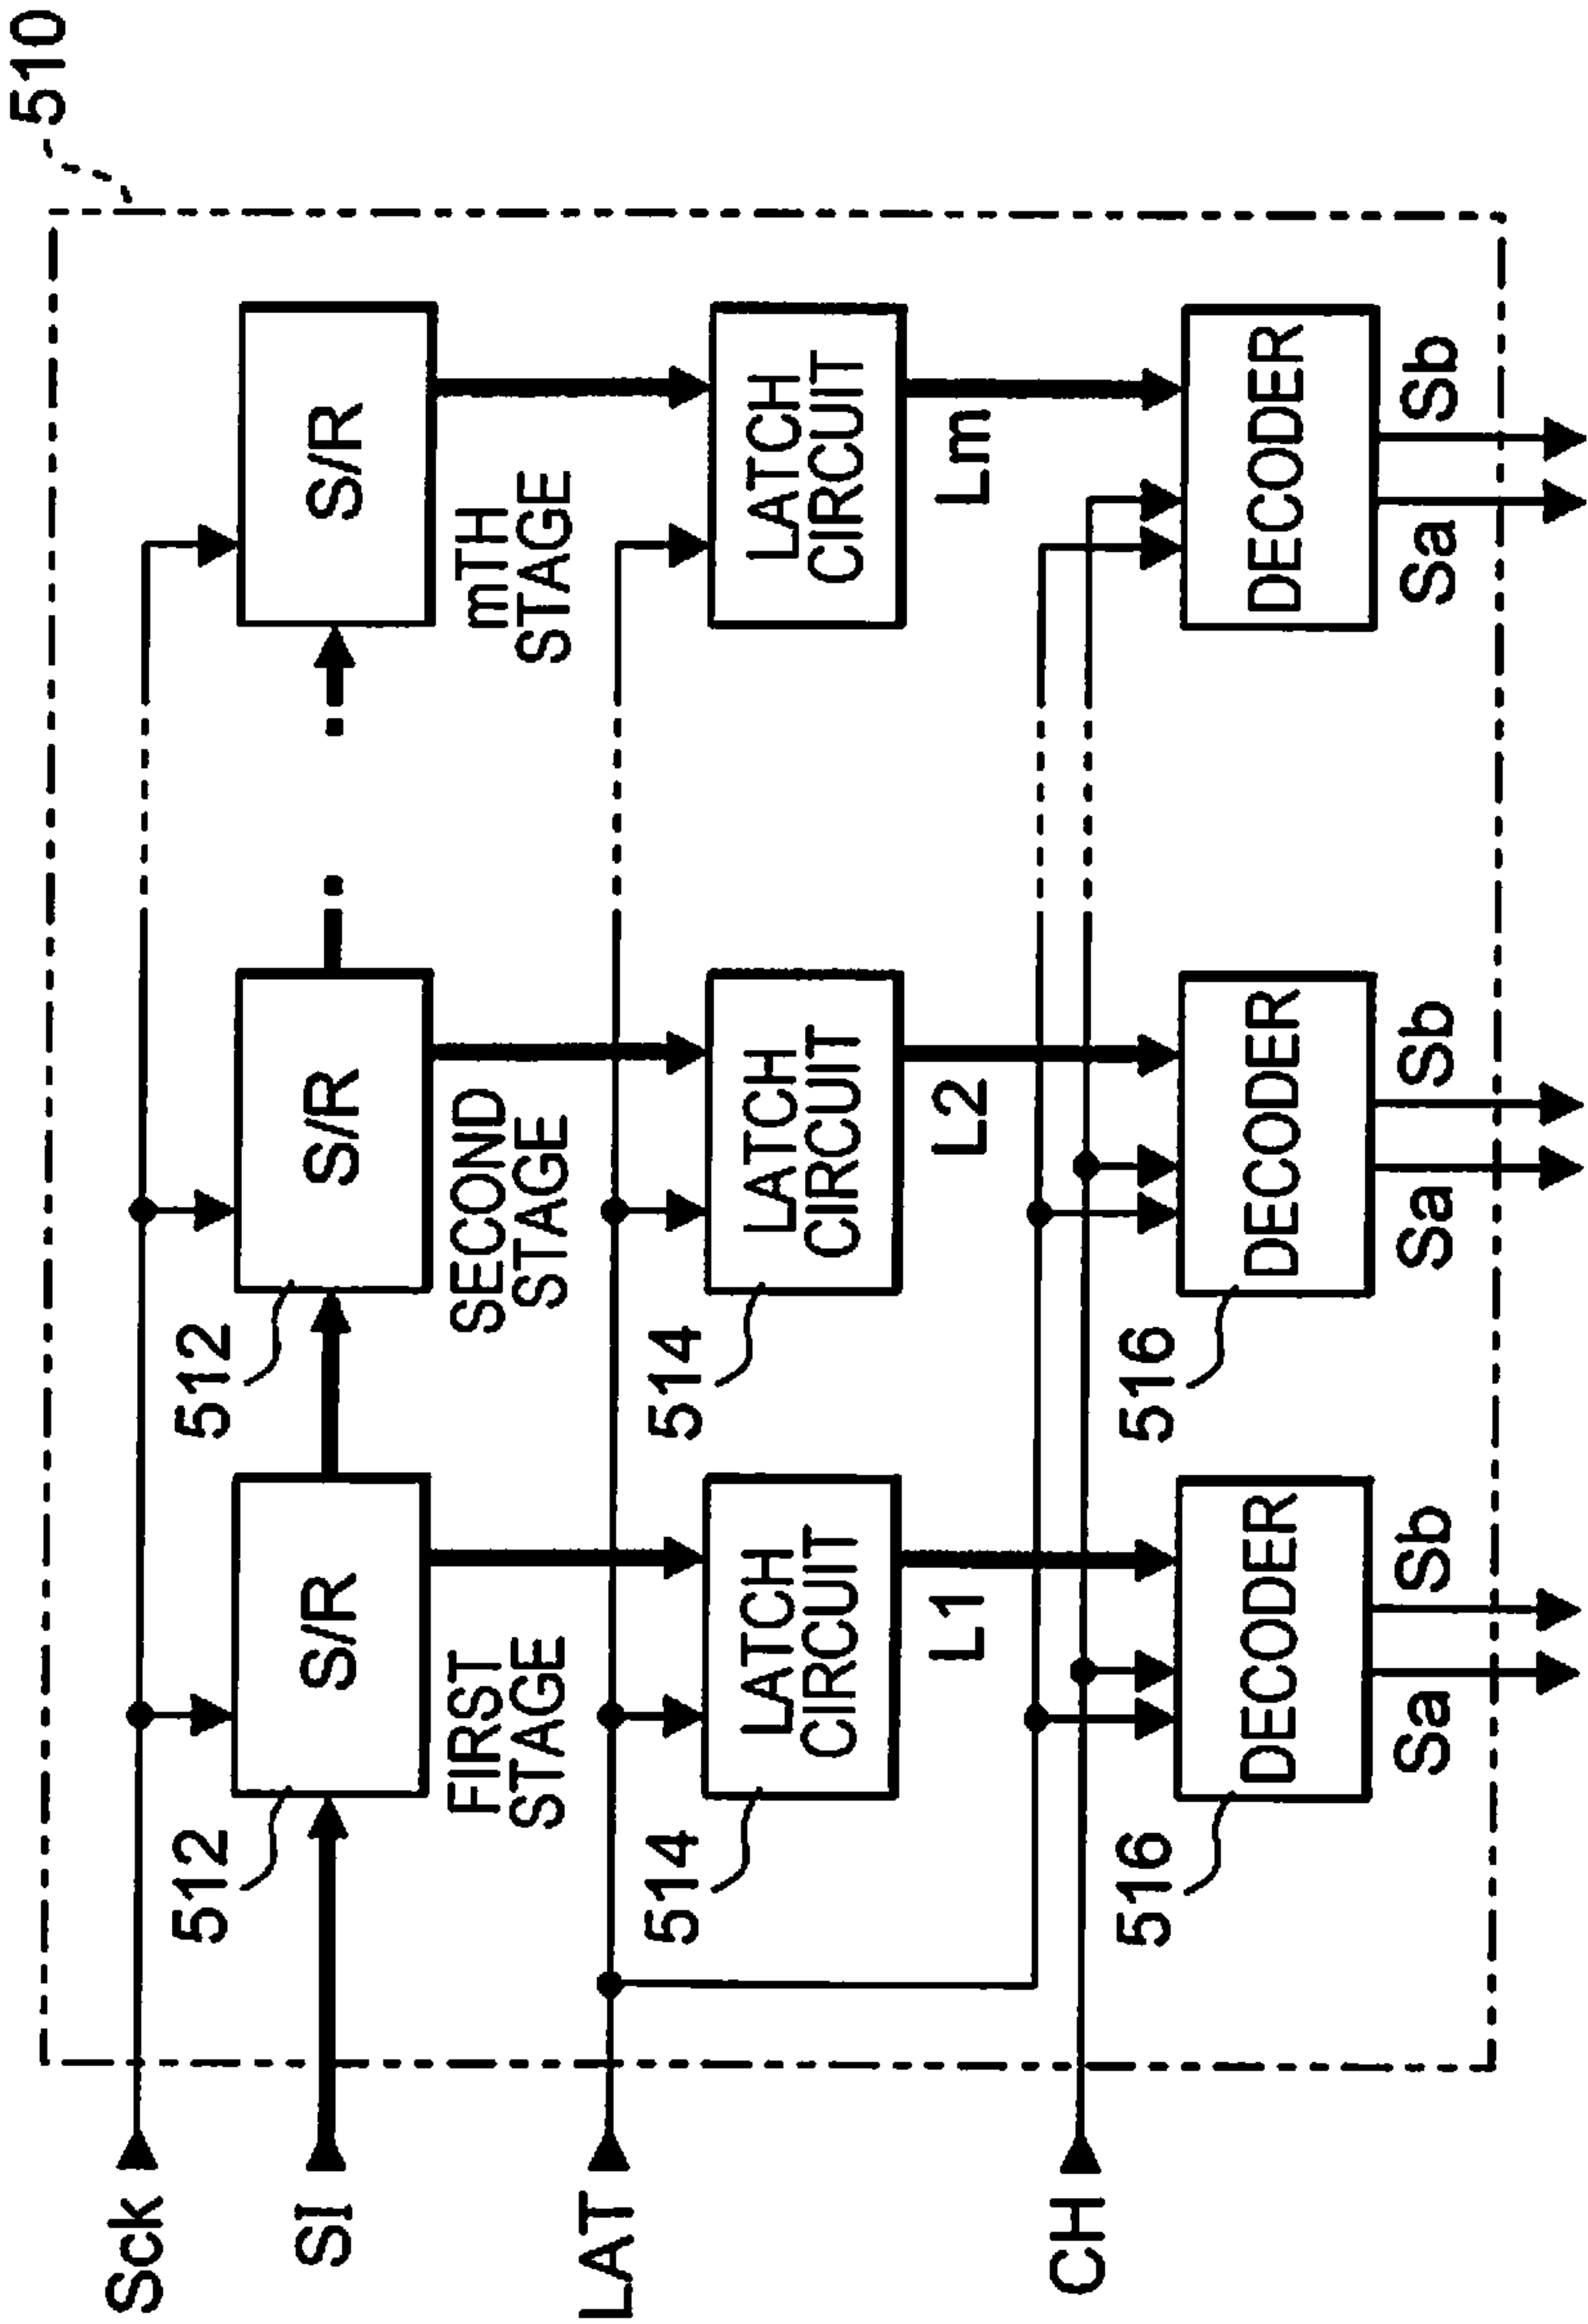 510
Sck
SI
LAT
CH
512
S/R
FIRST
STAGE
512
S/R
SECOND
STAGE
S/R
mTH
STAGE
514
LATCH
CIRCUIT
L1
514
LATCH
CIRCUIT
L2
LATCH
CIRCUIT
Lm
516
DECODER
Sa
Sb
516
DECODER
Sa
Sb
DECODER
Sa
Sb